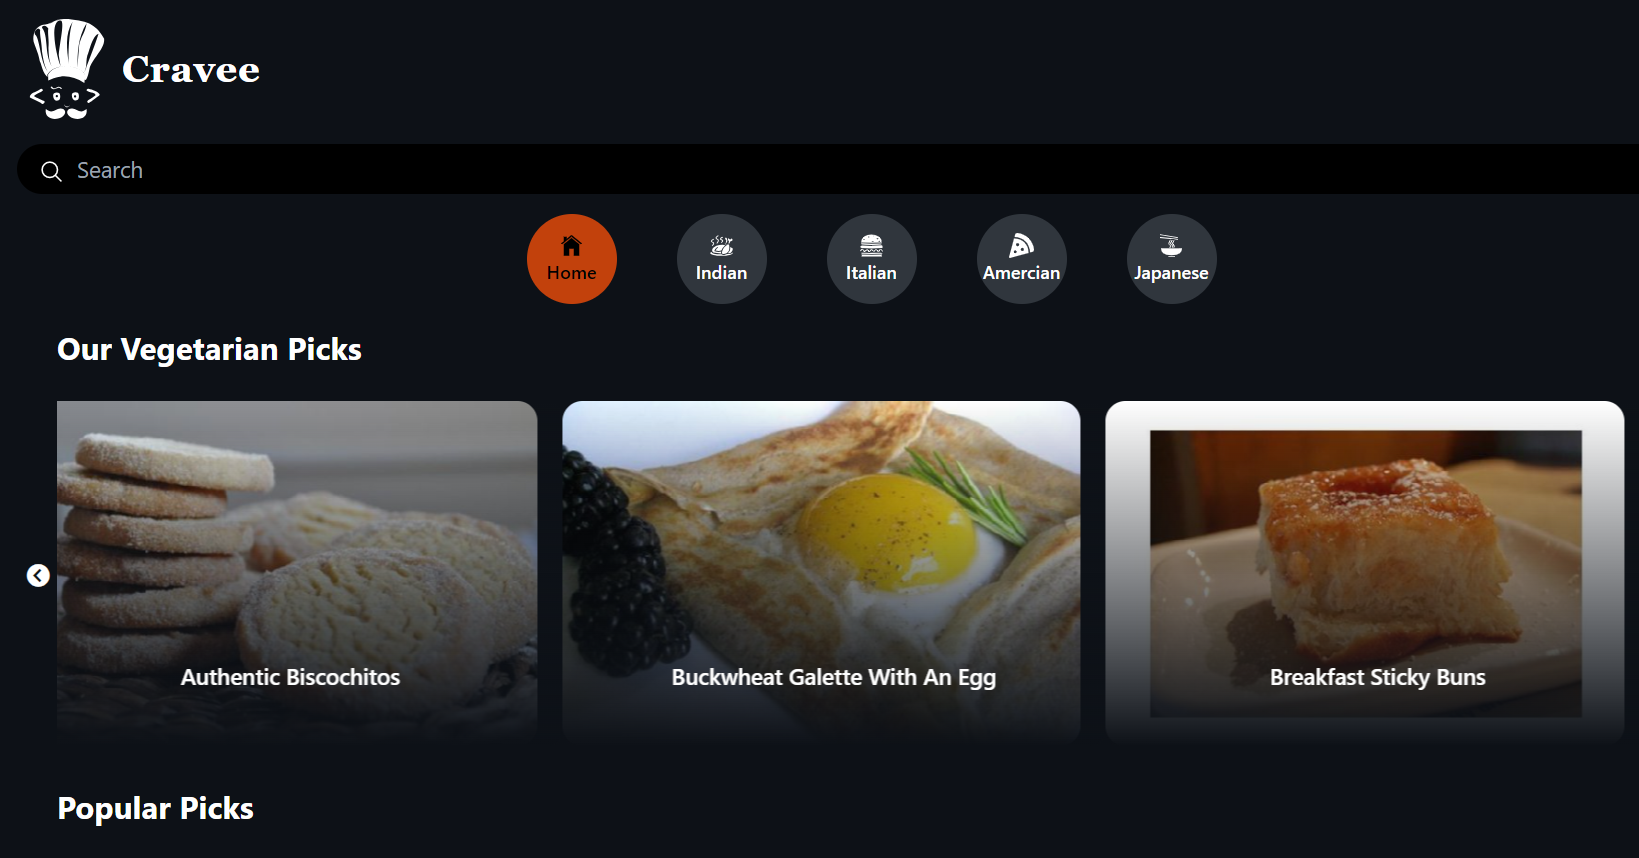 Cravee
Search
Home
Indian
Italian
Amercian
Japanese
Our Vegetarian Picks
Authentic Biscochitos
Buckwheat Galette With An Egg
Breakfast Sticky Buns
Popular Picks